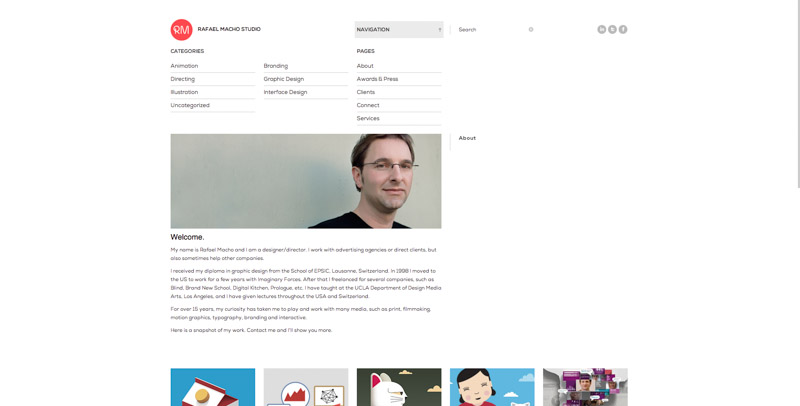 RM
RAFAEL MACHO STUDIO
NAVIGATION
Search
CATEGORIES
PAGES
Animation
Branding
About
Directing
Graphic Design
Awards & Press
Illustration
Interface Design
Clients
Uncategorized
Connect
Services
About
Welcome.
My name is Rafael Macho and I am a designer/director. I work with advertising agencies or direct clients, but
also sometimes help other companies.
I received my diploma in graphic design from the School of EPSIC, Lausanne, Switzerland. In 1998 I moved to
the US to work for a few years with Imaginary Forces. After that I freelanced for several companies, such as
Blind, Brand New School, Digital Kitchen, Prologue, etc. I have taught at the UCLA Department of Design Media
Arts, Los Angeles, and I have given lectures throughout the USA and Switzerland.
For over 15 years, my curiosity has taken me to play and work with many media, such as print, filmmaking,
motion graphics, typography, branding and interactive.
Here is a snapshot of my work. Contact me and I'll show you more.